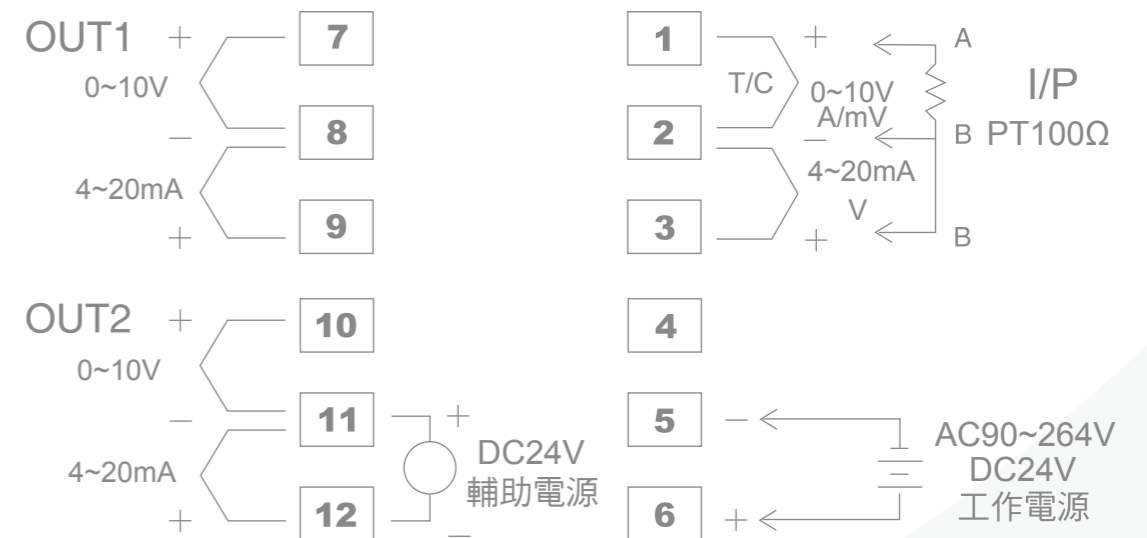 OUT1 +
0~10V
−
4~20mA
+
7
8
9
OUT2 +
0~10V
−
4~20mA
+
10
11
12
+
DC24V
輔助電源
−
1
2
3
T/C
+
0~10V
A/mV
−
4~20mA
V
+
A
B
B
I/P
PT100Ω
4
5
6
−
+
AC90~264V
DC24V
工作電源